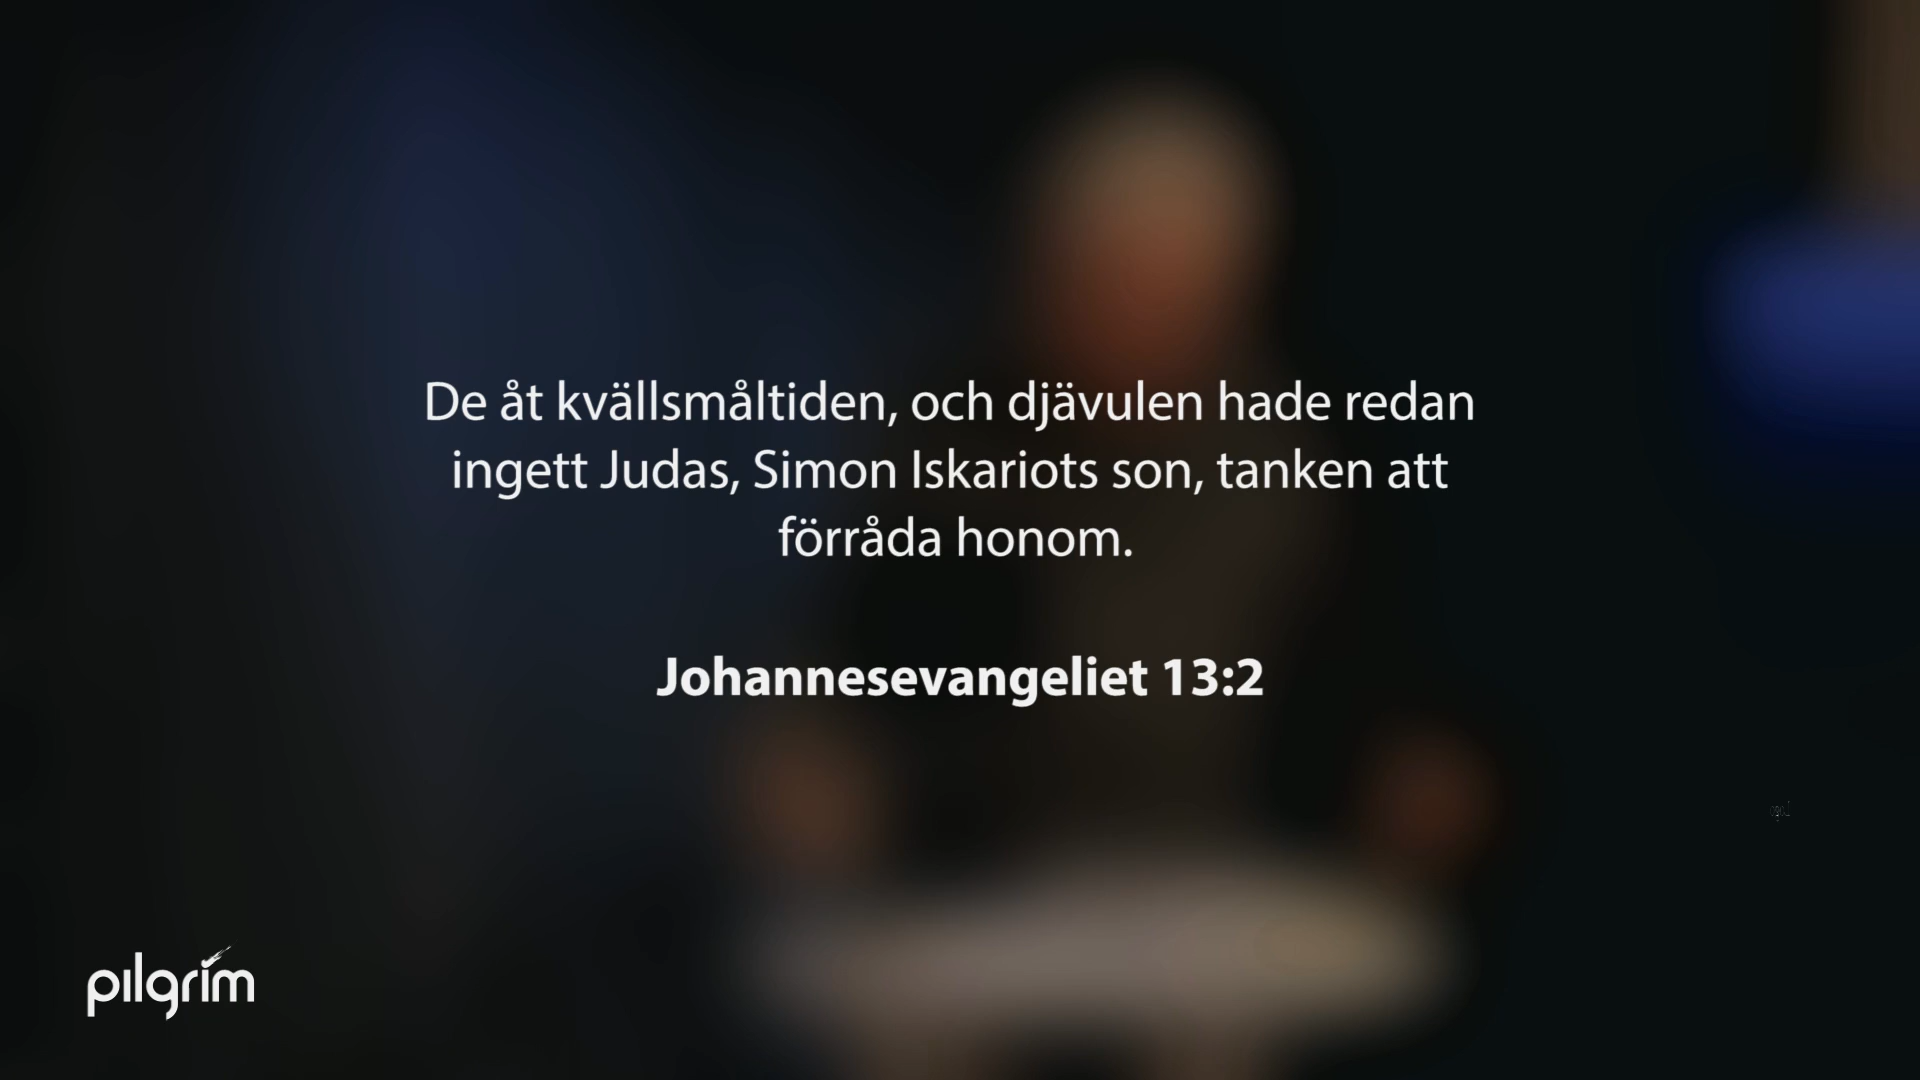 De åt kvällsmåltiden, och djävulen hade redan
ingett Judas, Simon Iskariots son, tanken att
förråda honom.
Johannesevangeliet 13:2
pilgrim